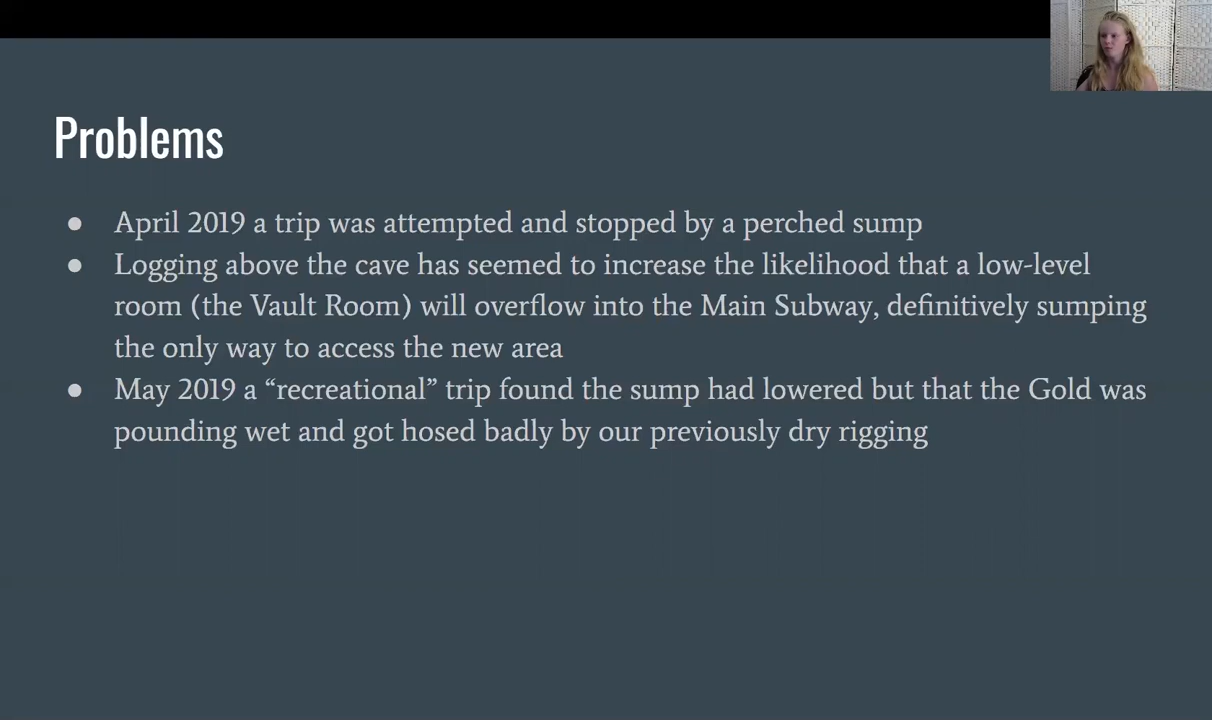 Problems
● April 2019 a trip was attempted and stopped by a perched sump
● Logging above the cave has seemed to increase the likelihood that a low-level
room (the Vault Room) will overflow into the Main Subway, definitively sumping
the only way to access the new area
● May 2019 a “recreational” trip found the sump had lowered but that the Gold was
pounding wet and got hosed badly by our previously dry rigging